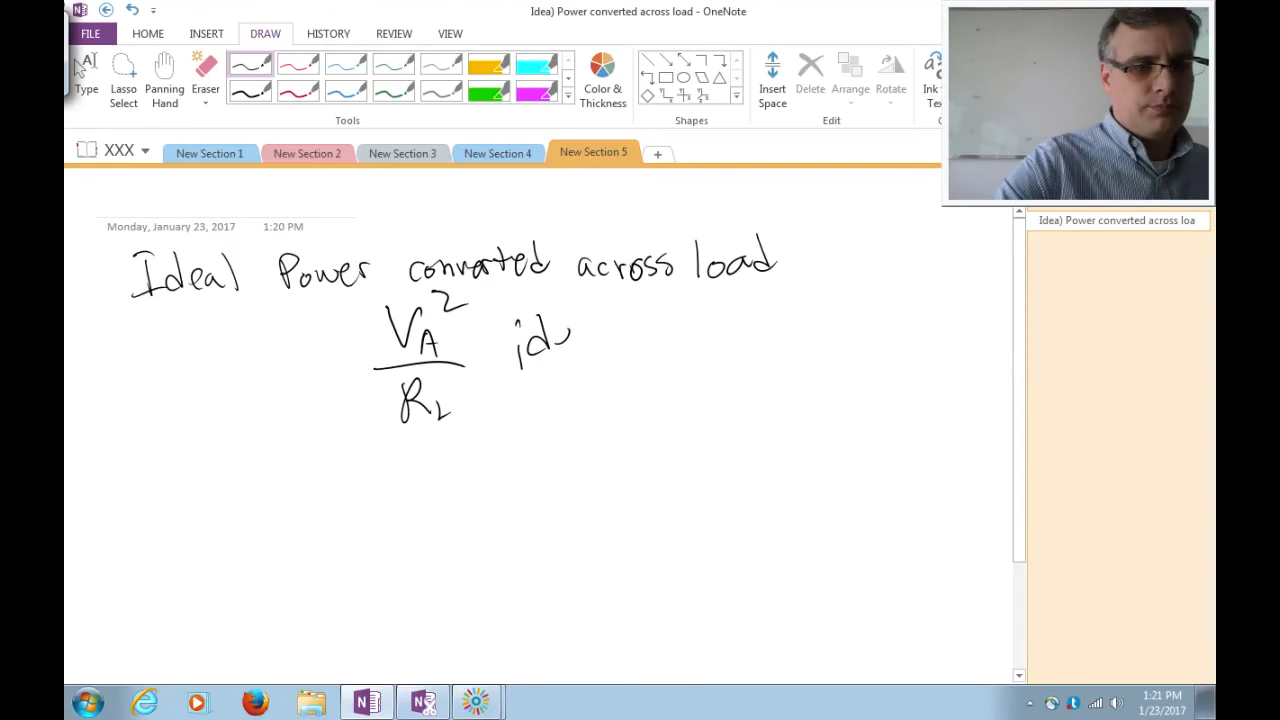 Idea) Power converted across load - OneNote
FILE HOME INSERT DRAW HISTORY REVIEW VIEW
Type
Lasso Select
Panning Hand
Eraser
Color & Thickness
Insert Space
Delete
Arrange
Rotate
Ink to
Tools
Shapes
Edit
XXX
New Section 1
New Section 2
New Section 3
New Section 4
New Section 5
Idea) Power converted across loa
Monday, January 23, 2017 1:20 PM
Ideal Power converted across load
V_A^2 / R_L id
1:21 PM
1/23/2017